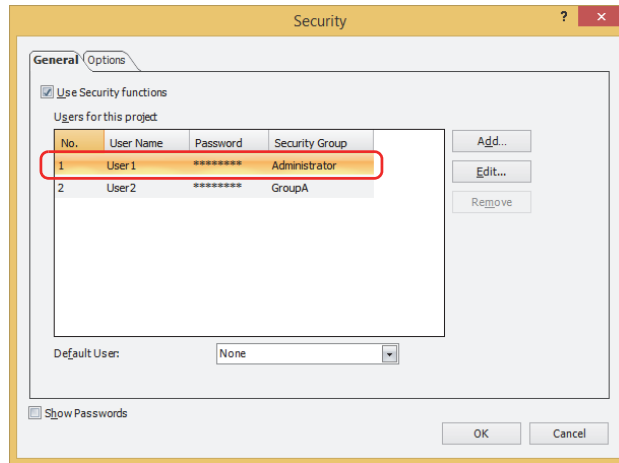 Security
? ×
General Options
Use Security functions
Users for this project
No. User Name Password Security Group
1 User1 ******** Administrator
2 User2 ******** GroupA
Add...
Edit...
Remove
Default User: None
Show Passwords
OK Cancel